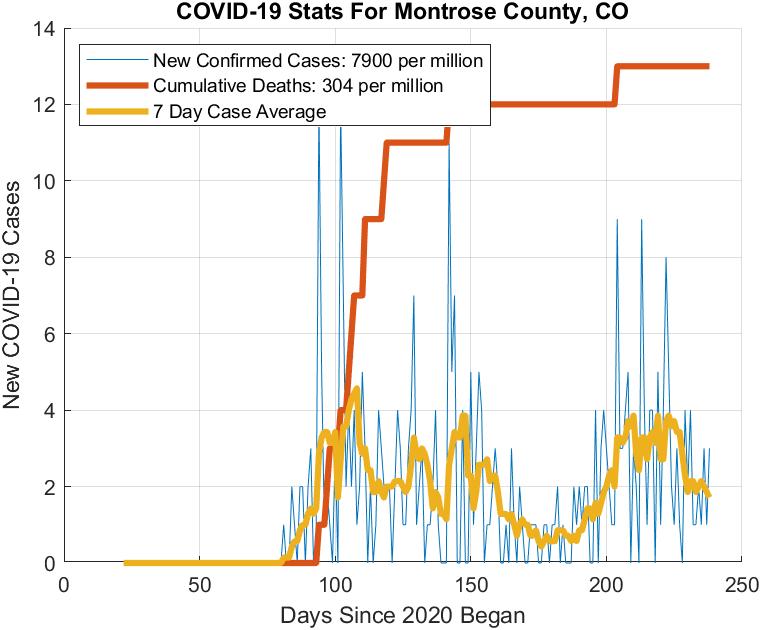 COVID-19 Stats For Montrose County, CO
New Confirmed Cases: 7900 per million
Cumulative Deaths: 304 per million
7 Day Case Average
New COVID-19 Cases
14
12
10
8
6
4
2
0
0 50 100 150 200 250
Days Since 2020 Began